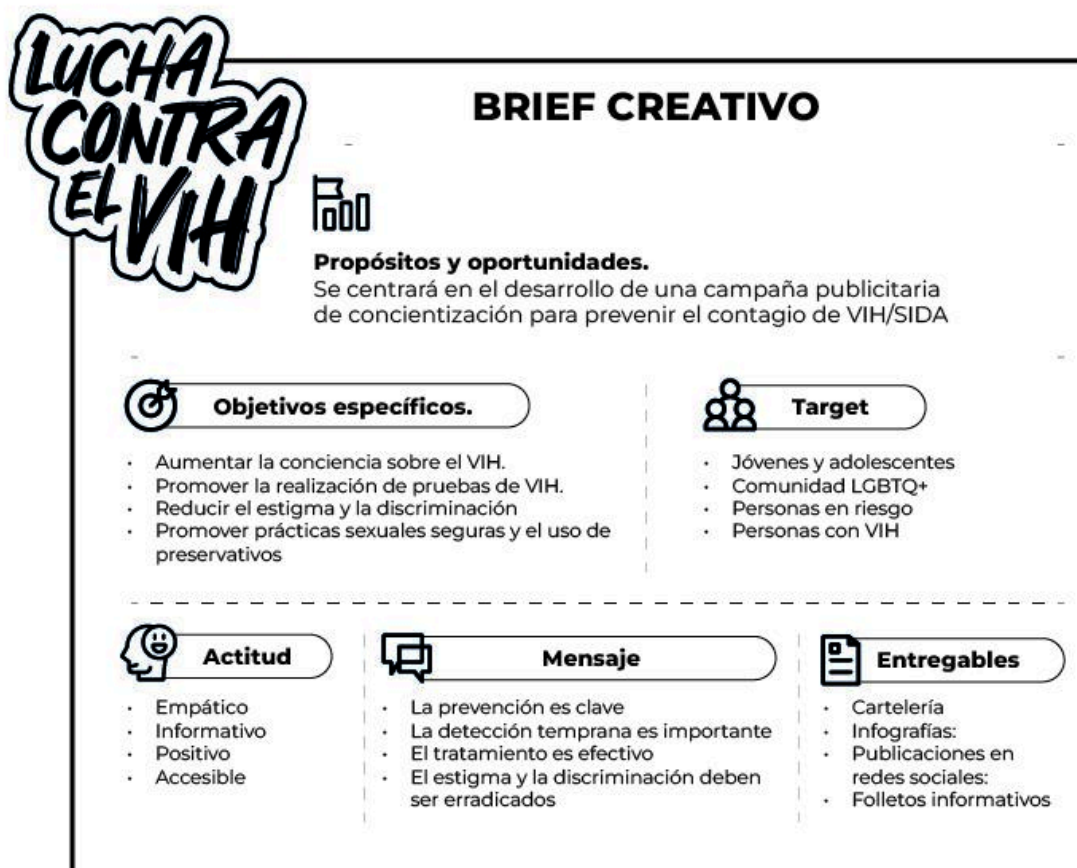 LUCHA
CONTRA
EL VIH
BRIEF CREATIVO
Propósitos y oportunidades.
Se centrará en el desarrollo de una campaña publicitaria
de concientización para prevenir el contagio de VIH/SIDA
Objetivos específicos.
• Aumentar la conciencia sobre el VIH.
• Promover la realización de pruebas de VIH.
• Reducir el estigma y la discriminación
• Promover prácticas sexuales seguras y el uso de
preservativos
Target
• Jóvenes y adolescentes
• Comunidad LGBTQ+
• Personas en riesgo
• Personas con VIH
Actitud
• Empático
• Informativo
• Positivo
• Accesible
Mensaje
• La prevención es clave
• La detección temprana es importante
• El tratamiento es efectivo
• El estigma y la discriminación deben
ser erradicados
Entregables
• Cartelería
• Infografías:
• Publicaciones en
redes sociales:
• Folletos informativos